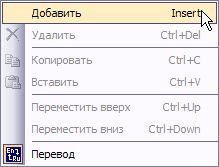 Добавить Insert
Удалить Ctrl+Del
Копировать Ctrl+C
Вставить Ctrl+V
Переместить вверх Ctrl+Up
Переместить вниз Ctrl+Down
Перевод